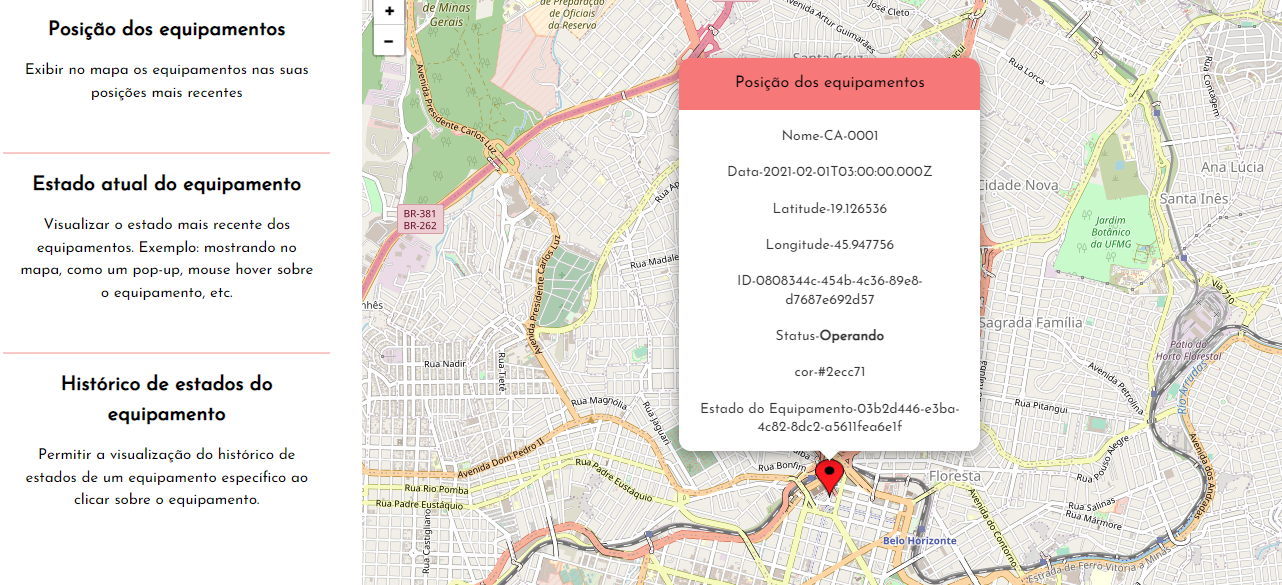 Posição dos equipamentos
Exibir no mapa os equipamentos nas suas
posições mais recentes
Estado atual do equipamento
Visualizar o estado mais recente dos
equipamentos. Exemplo: mostrando no
mapa, como um pop-up, mouse hover sobre
o equipamento, etc.
Histórico de estados do
equipamento
Permitir a visualização do histórico de
estados de um equipamento específico ao
clicar sobre o equipamento.
+
−
de Minas
Gerais
de Preparação
de Oficiais
da Reserva
Avenida Artur Guimarães
José Cleto
Santa Cruz
Rua Lorca
Rua Contagem
Avenida Presidente Carlos Luz
BR-381
BR-262
Posição dos equipamentos
Nome-CA-0001
Data-2021-02-01T03:00:00.000Z
Latitude-19.126536
Longitude-45.947756
ID-0808344c-454b-4c36-89e8-
d7687e692d57
Status-Operando
cor-#2ecc71
Estado do Equipamento-03b2d446-e3ba-
4c82-8dc2-a5611fea6e1f
Ana Lúcia
Cidade Nova
Santa Inês
Jardim
Botânico
da UFMG
Rua Madale
Avenida Presidente Carlos Luz
Via 710
Sagrada Família
Pátio do
Horto Florestal
Rua Nadir
Rua Tietê
Avenida Petrolina
Rio Arrudas
Rua Magnólia
Rua Jaguari
Rua Pitangui
Avenida Dom Pedro II
Rua Pouso Alegre
Rua Padre Eustáquio
Rua Bonfim
Floresta
Rua Rio Pomba
Rua Padre Eustáquio
Rua Castigliano
Avenida do Contorno
Rua Salinas
Rua Mármore
Avenida dos Andradas
Belo Horizonte
Estrada de Ferro Vitória a Minas